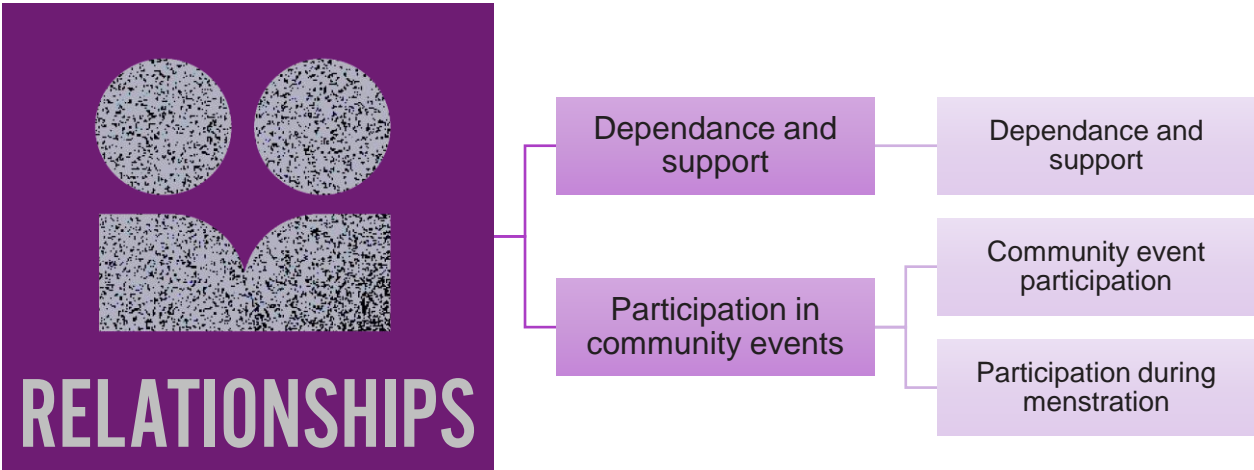 RELATIONSHIPS
Dependance and
support
Dependance and
support
Participation in
community events
Community event
participation
Participation during
menstration